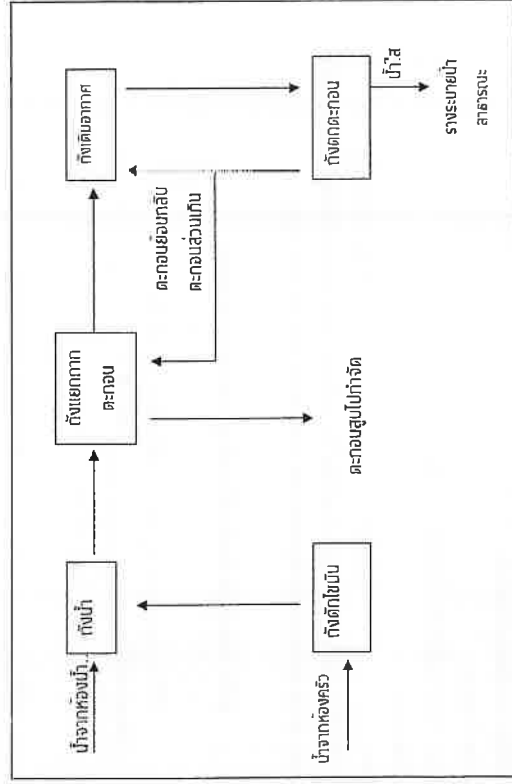 น้ำจากห้องน้ำ...
ถังน้ำ
ถังแยกกาก
ตะกอน
ถังเติมอากาศ
ตะกอนย้อนกลับ
ตะกอนส่วนเกิน
น้ำจากห้องครัว
ถังดักไขมัน
ตะกอนสูบไปกำจัด
ถังตกตะกอน
น้ำใส
รางระบายน้ำ
สาธารณะ